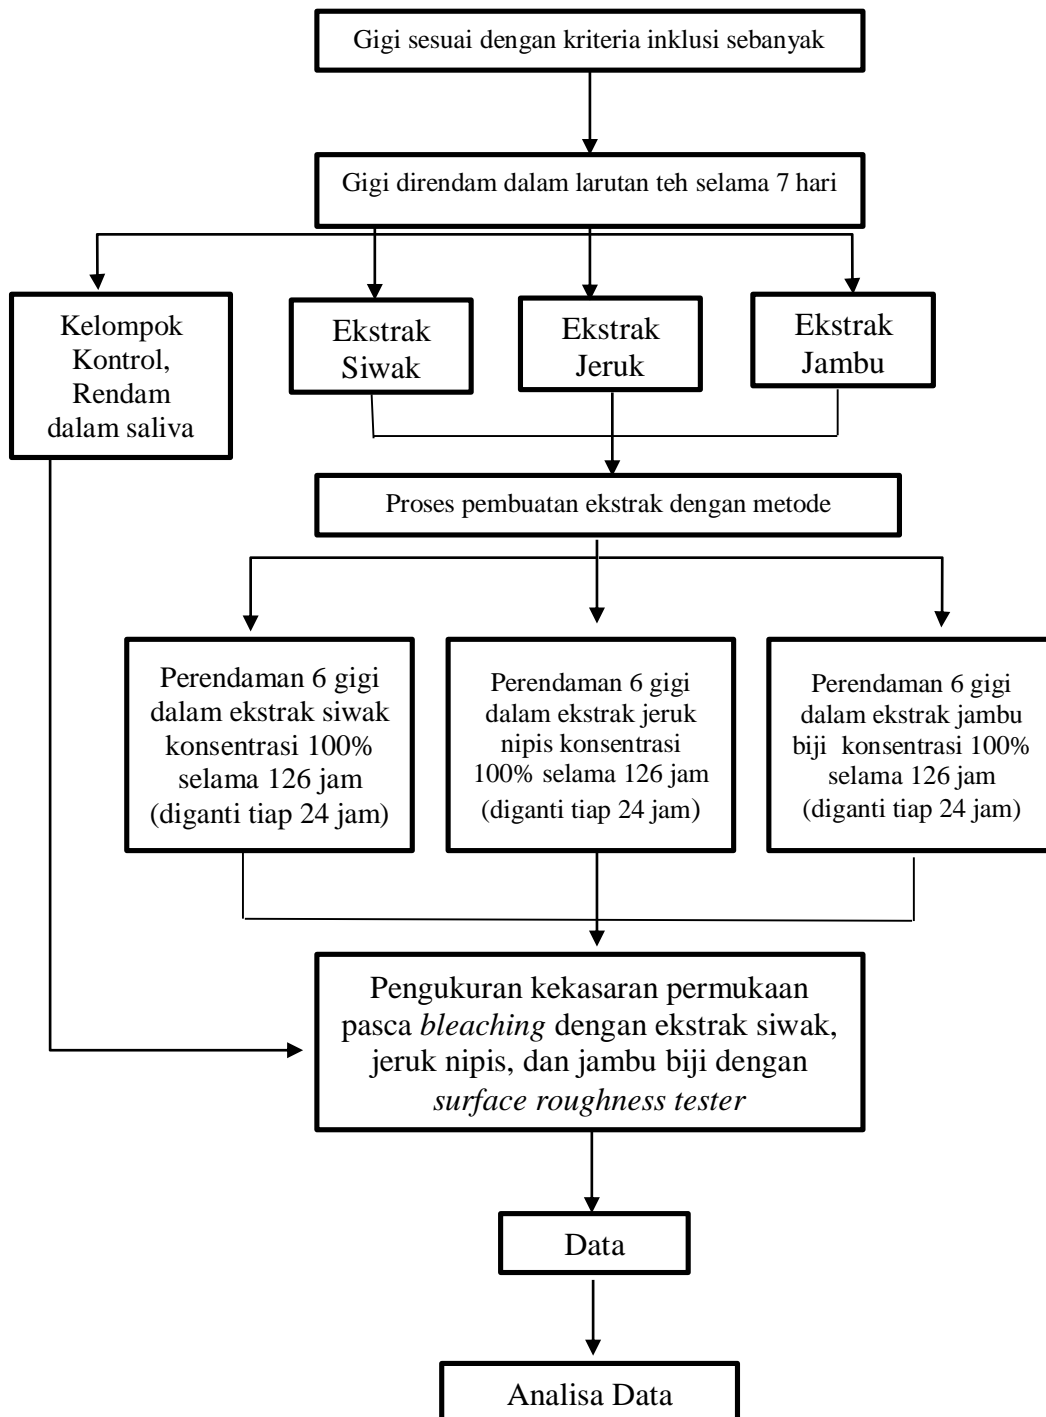 Gigi sesuai dengan kriteria inklusi sebanyak
Gigi direndam dalam larutan teh selama 7 hari
Kelompok
Kontrol,
Rendam
dalam saliva
Ekstrak
Siwak
Ekstrak
Jeruk
Ekstrak
Jambu
Proses pembuatan ekstrak dengan metode
Perendaman 6 gigi
dalam ekstrak siwak
konsentrasi 100%
selama 126 jam
(diganti tiap 24 jam)
Perendaman 6 gigi
dalam ekstrak jeruk
nipis konsentrasi
100% selama 126 jam
(diganti tiap 24 jam)
Perendaman 6 gigi
dalam ekstrak jambu
biji konsentrasi 100%
selama 126 jam
(diganti tiap 24 jam)
Pengukuran kekasaran permukaan
pasca bleaching dengan ekstrak siwak,
jeruk nipis, dan jambu biji dengan
surface roughness tester
Data
Analisa Data